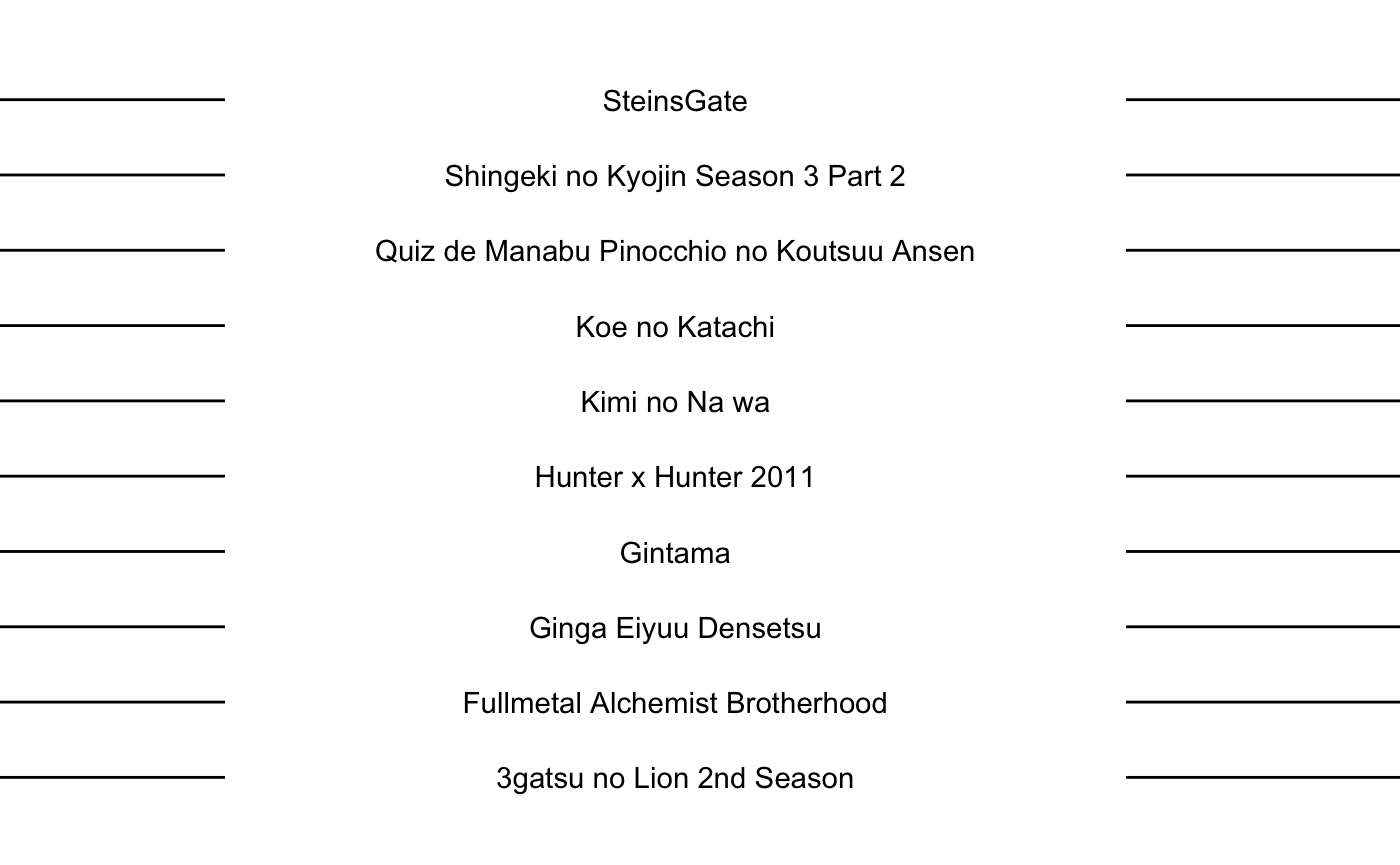 SteinsGate
Shingeki no Kyojin Season 3 Part 2
Quiz de Manabu Pinocchio no Koutsuu Ansen
Koe no Katachi
Kimi no Na wa
Hunter x Hunter 2011
Gintama
Ginga Eiyuu Densetsu
Fullmetal Alchemist Brotherhood
3gatsu no Lion 2nd Season